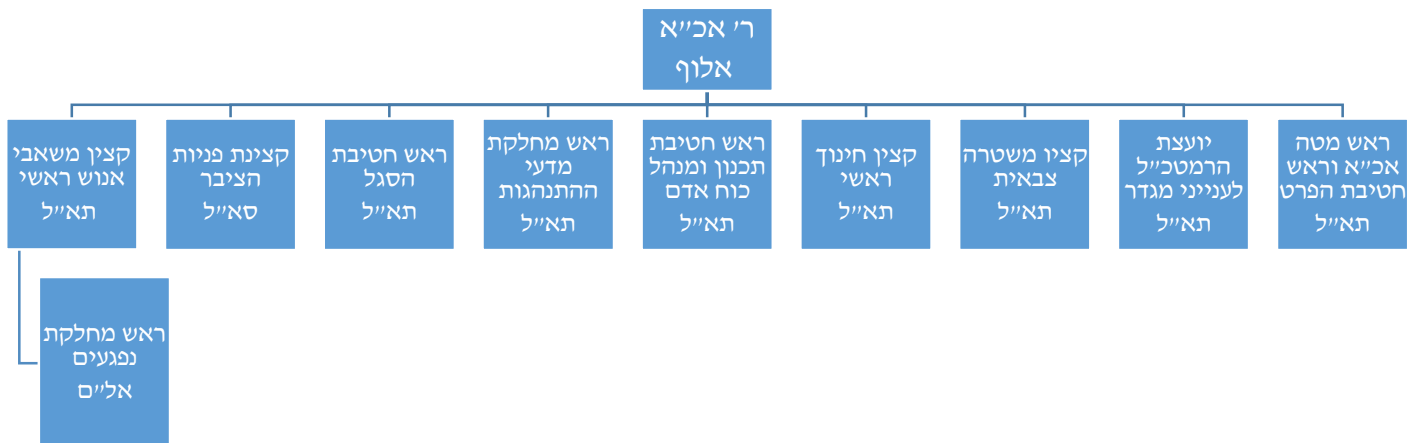 ר׳ אכ״א
אלוף
ראש מטה
אכ״א וראש
חטיבת הפרט
תא״ל
יועצת
הרמטכ״ל
לענייני מגדר
תא״ל
קציו משטרה
צבאית
תא״ל
קצין חינוך
ראשי
תא״ל
ראש חטיבת
תכנון ומנהל
כוח אדם
תא״ל
ראש מחלקת
מדעי
ההתנהגות
תא״ל
ראש חטיבת
הסגל
תא״ל
קצינת פניות
הציבר
סא״ל
קצין משאבי
אנוש ראשי
תא״ל
ראש מחלקת
נפגעים
אל״ם